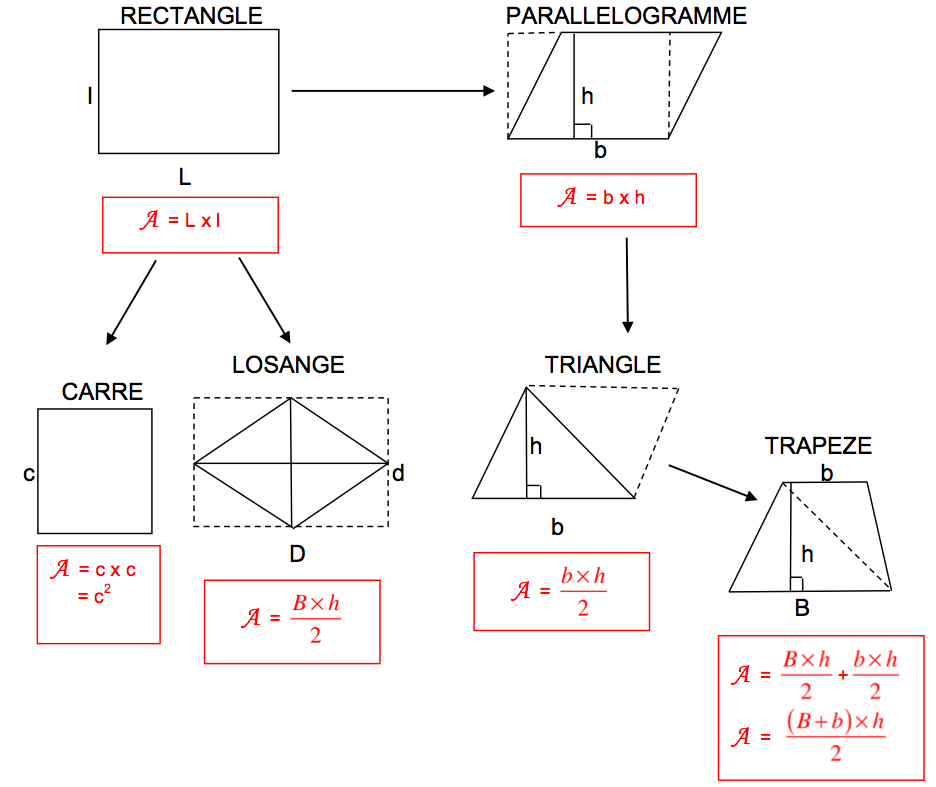 RECTANGLE
l
L
𝒜 = L x l
PARALLELOGRAMME
h
b
𝒜 = b x h
CARRE
c
𝒜 = c x c
= c²
LOSANGE
d
D
𝒜 = B×h/2
TRIANGLE
h
b
𝒜 = b×h/2
TRAPEZE
b
h
B
𝒜 = B×h/2 + b×h/2
𝒜 = (B+b)×h/2